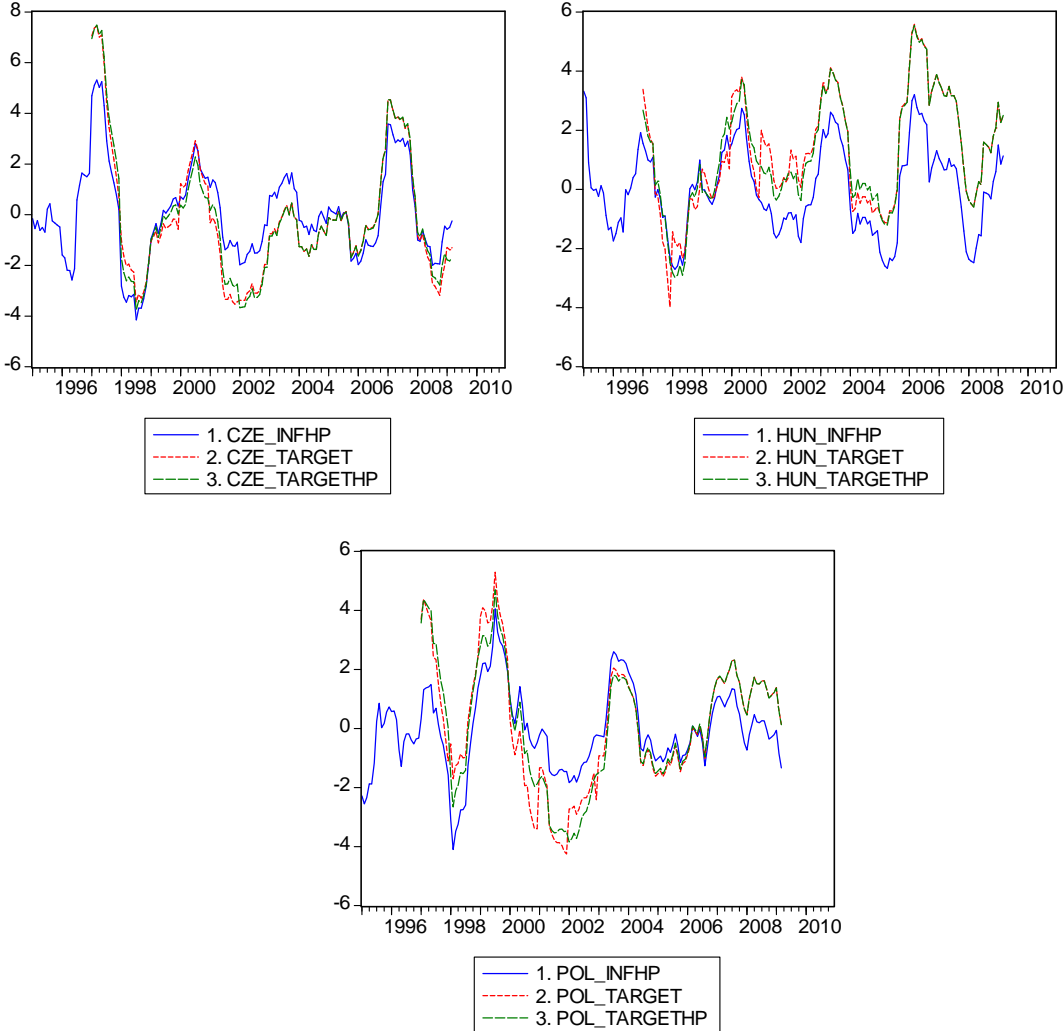 8
6
4
2
0
-2
-4
-6
1996 1998 2000 2002 2004 2006 2008 2010
1. CZE_INFHP
2. CZE_TARGET
3. CZE_TARGETHP
6
4
2
0
-2
-4
-6
1996 1998 2000 2002 2004 2006 2008 2010
1. HUN_INFHP
2. HUN_TARGET
3. HUN_TARGETHP
6
4
2
0
-2
-4
-6
1996 1998 2000 2002 2004 2006 2008 2010
1. POL_INFHP
2. POL_TARGET
3. POL_TARGETHP